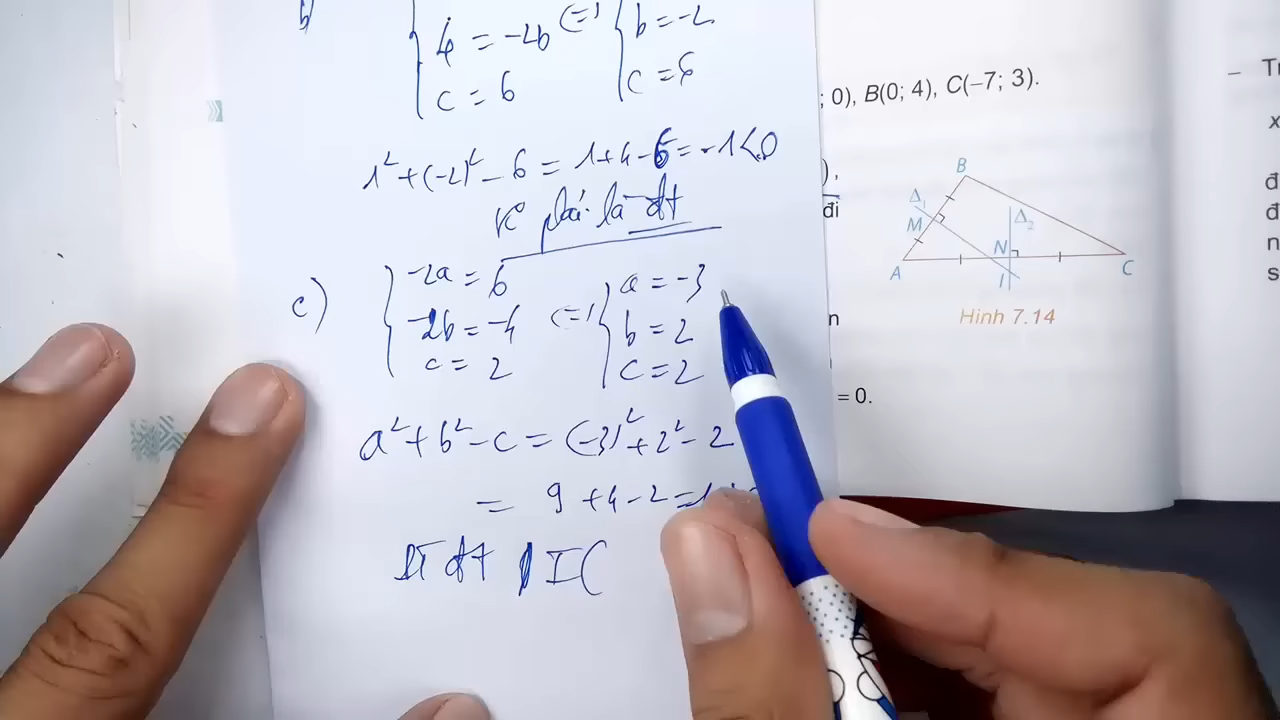 b)
4 = -2b <=> b = -2
c = 6 c = 6
1² + (-2)² - 6 = 1+4-6 = -1 < 0
K phải là đt
c) -2a = 6 a = -3
-2b = -4 <=> b = 2
c = 2 c = 2
a² + b² - c = (-3)² + 2² - 2
= 9 + 4 - 2 =
đt I(
; 0), B(0; 4), C(-7; 3).
),
đi
n
= 0.
B
Δ₁
M
Δ₂
N
A
I
C
Hình 7.14
– T
x
đ
d
n
s